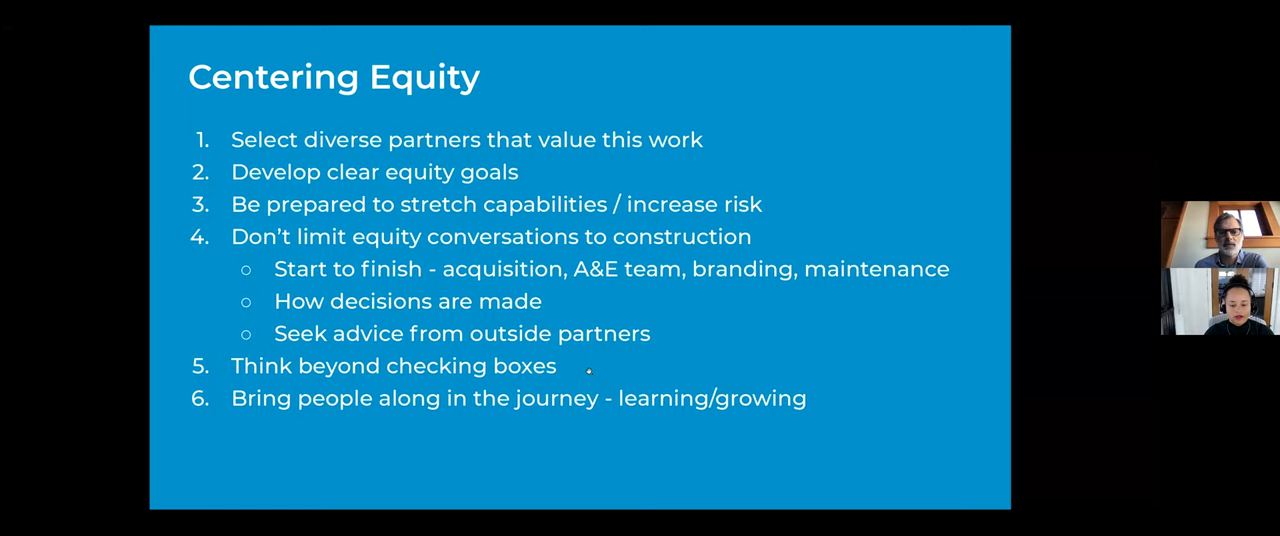 Centering Equity
1. Select diverse partners that value this work
2. Develop clear equity goals
3. Be prepared to stretch capabilities / increase risk
4. Don’t limit equity conversations to construction
○ Start to finish - acquisition, A&E team, branding, maintenance
○ How decisions are made
○ Seek advice from outside partners
5. Think beyond checking boxes
6. Bring people along in the journey - learning/growing